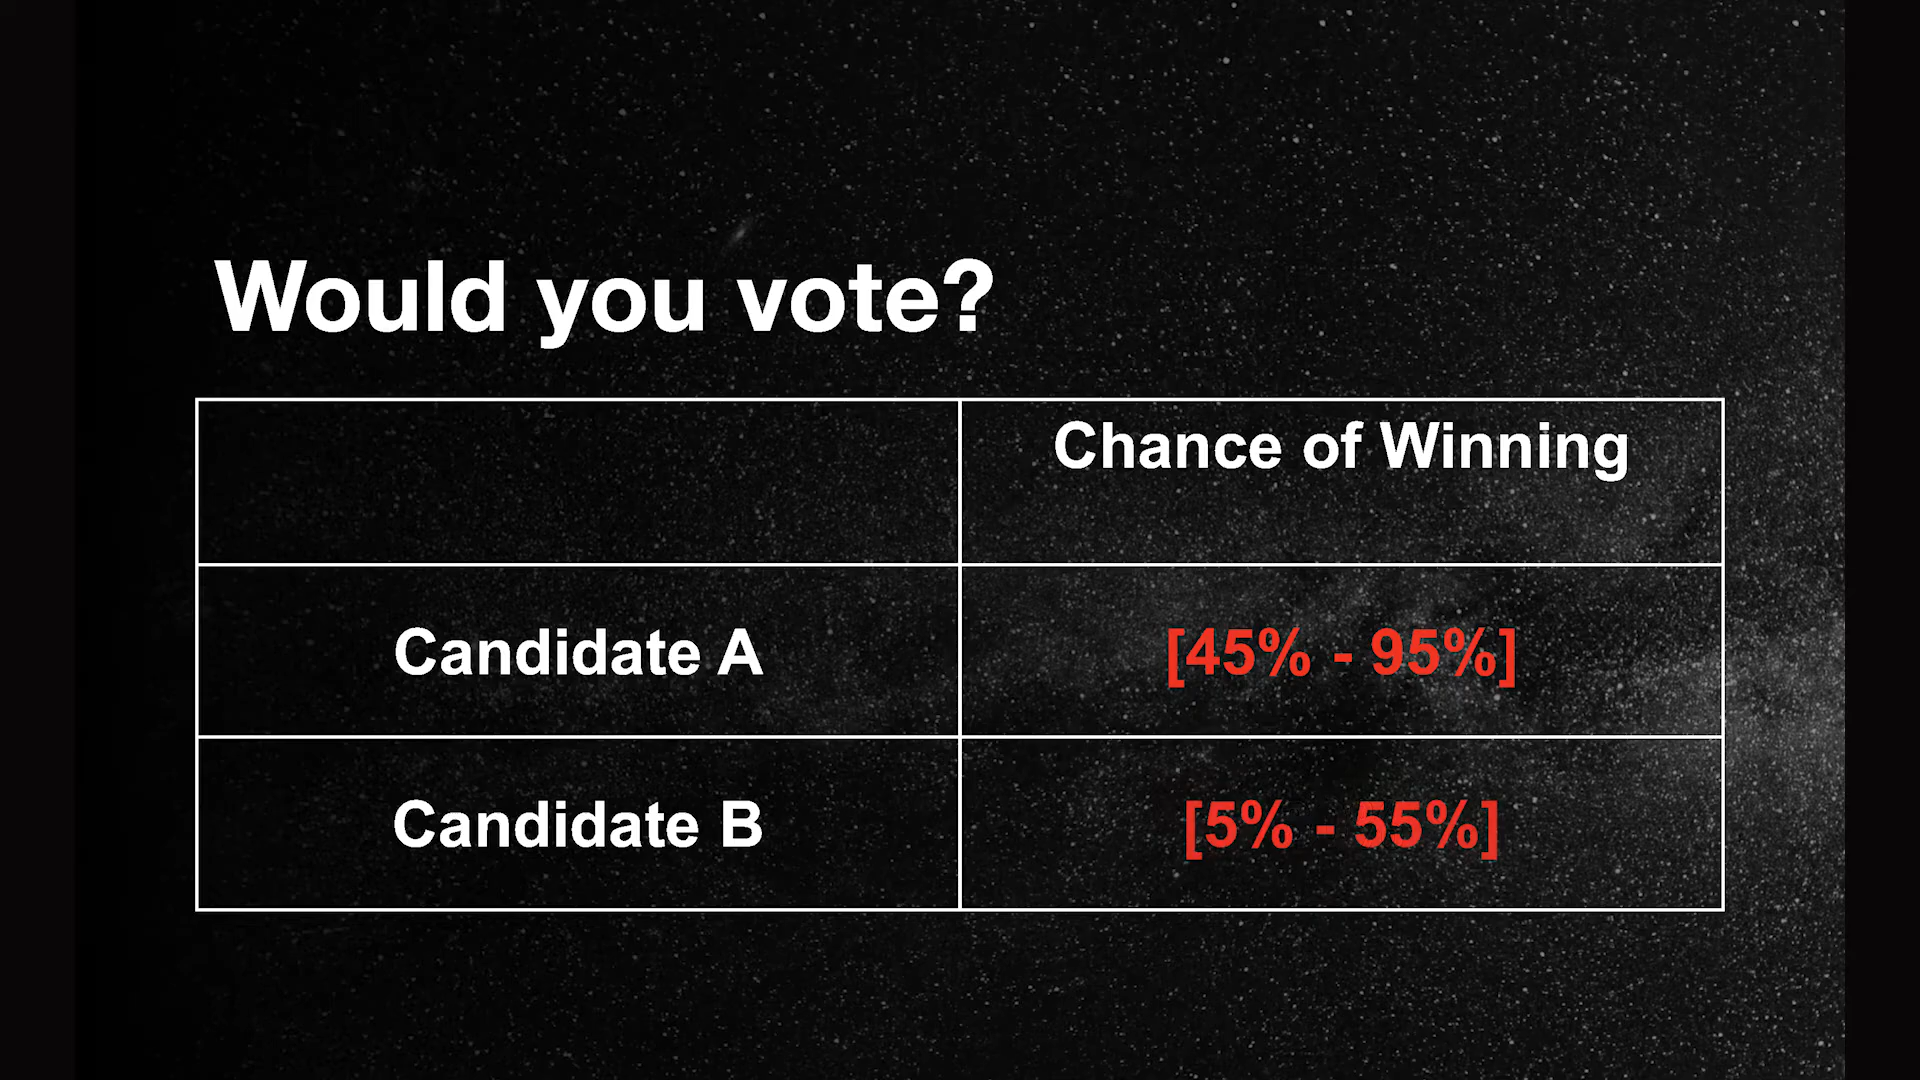 Would you vote?
Chance of Winning
Candidate A [45% - 95%]
Candidate B [5% - 55%]